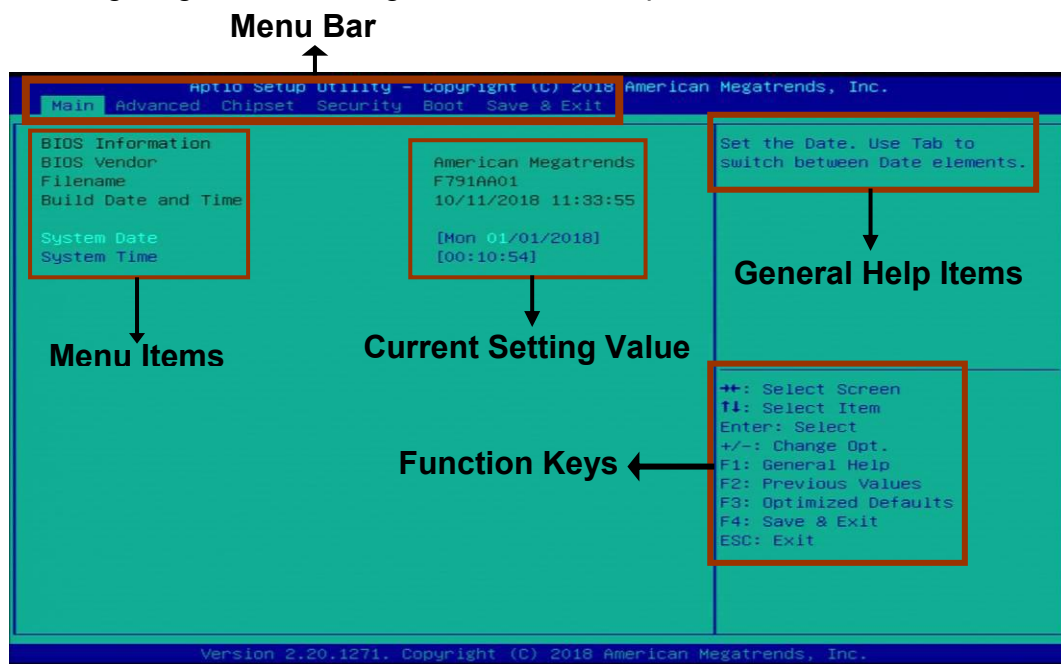 Menu Bar
Aptio Setup Utility – Copyright (C) 2018 American Megatrends, Inc.
Main Advanced Chipset Security Boot Save & Exit
BIOS Information
BIOS Vendor American Megatrends
Filename F791AA01
Build Date and Time 10/11/2018 11:33:55
System Date [Mon 01/01/2018]
System Time [00:10:54]
Set the Date. Use Tab to
switch between Date elements.
General Help Items
Menu Items
Current Setting Value
→←: Select Screen
↑↓: Select Item
Enter: Select
+/-: Change Opt.
F1: General Help
F2: Previous Values
F3: Optimized Defaults
F4: Save & Exit
ESC: Exit
Function Keys
Version 2.20.1271. Copyright (C) 2018 American Megatrends, Inc.